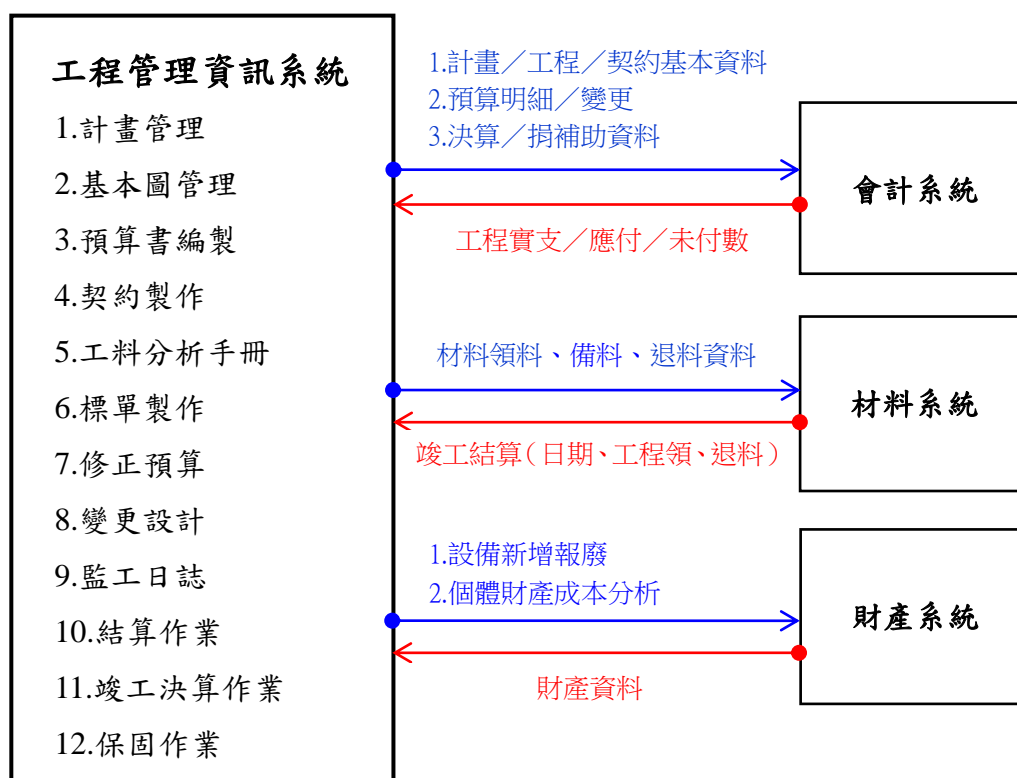 工程管理資訊系統
1.計畫管理
2.基本圖管理
3.預算書編製
4.契約製作
5.工料分析手冊
6.標單製作
7.修正預算
8.變更設計
9.監工日誌
10.結算作業
11.竣工決算作業
12.保固作業
1.計畫／工程／契約基本資料
2.預算明細／變更
3.決算／捐補助資料
會計系統
工程實支／應付／未付數
材料領料、備料、退料資料
材料系統
竣工結算(日期、工程領、退料)
1.設備新增報廢
2.個體財產成本分析
財產系統
財產資料